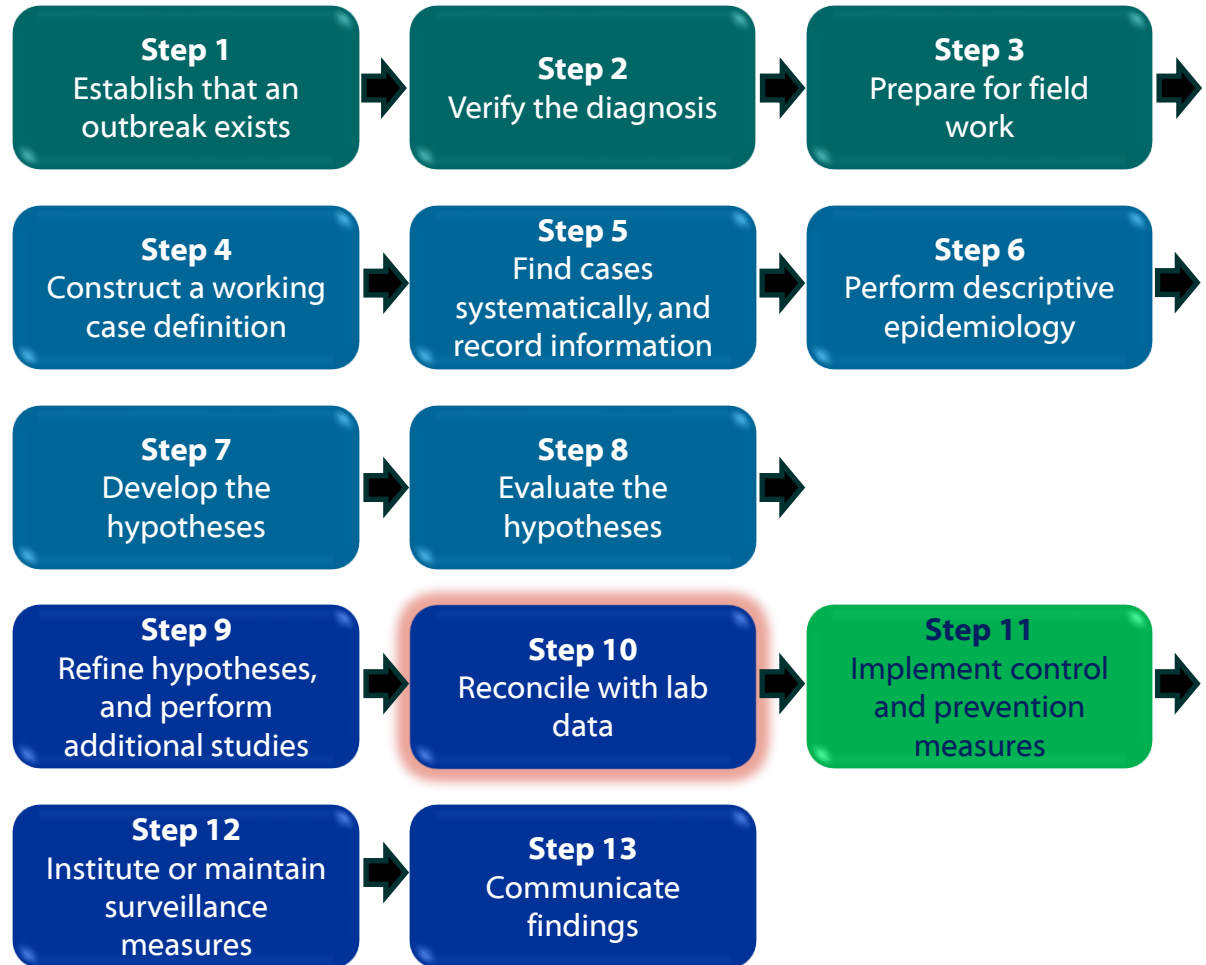 Step 1
Establish that an
outbreak exists
Step 2
Verify the diagnosis
Step 3
Prepare for field
work
Step 4
Construct a working
case definition
Step 5
Find cases
systematically, and
record information
Step 6
Perform descriptive
epidemiology
Step 7
Develop the
hypotheses
Step 8
Evaluate the
hypotheses
Step 9
Refine hypotheses,
and perform
additional studies
Step 10
Reconcile with lab
data
Step 11
Implement control
and prevention
measures
Step 12
Institute or maintain
surveillance
measures
Step 13
Communicate
findings